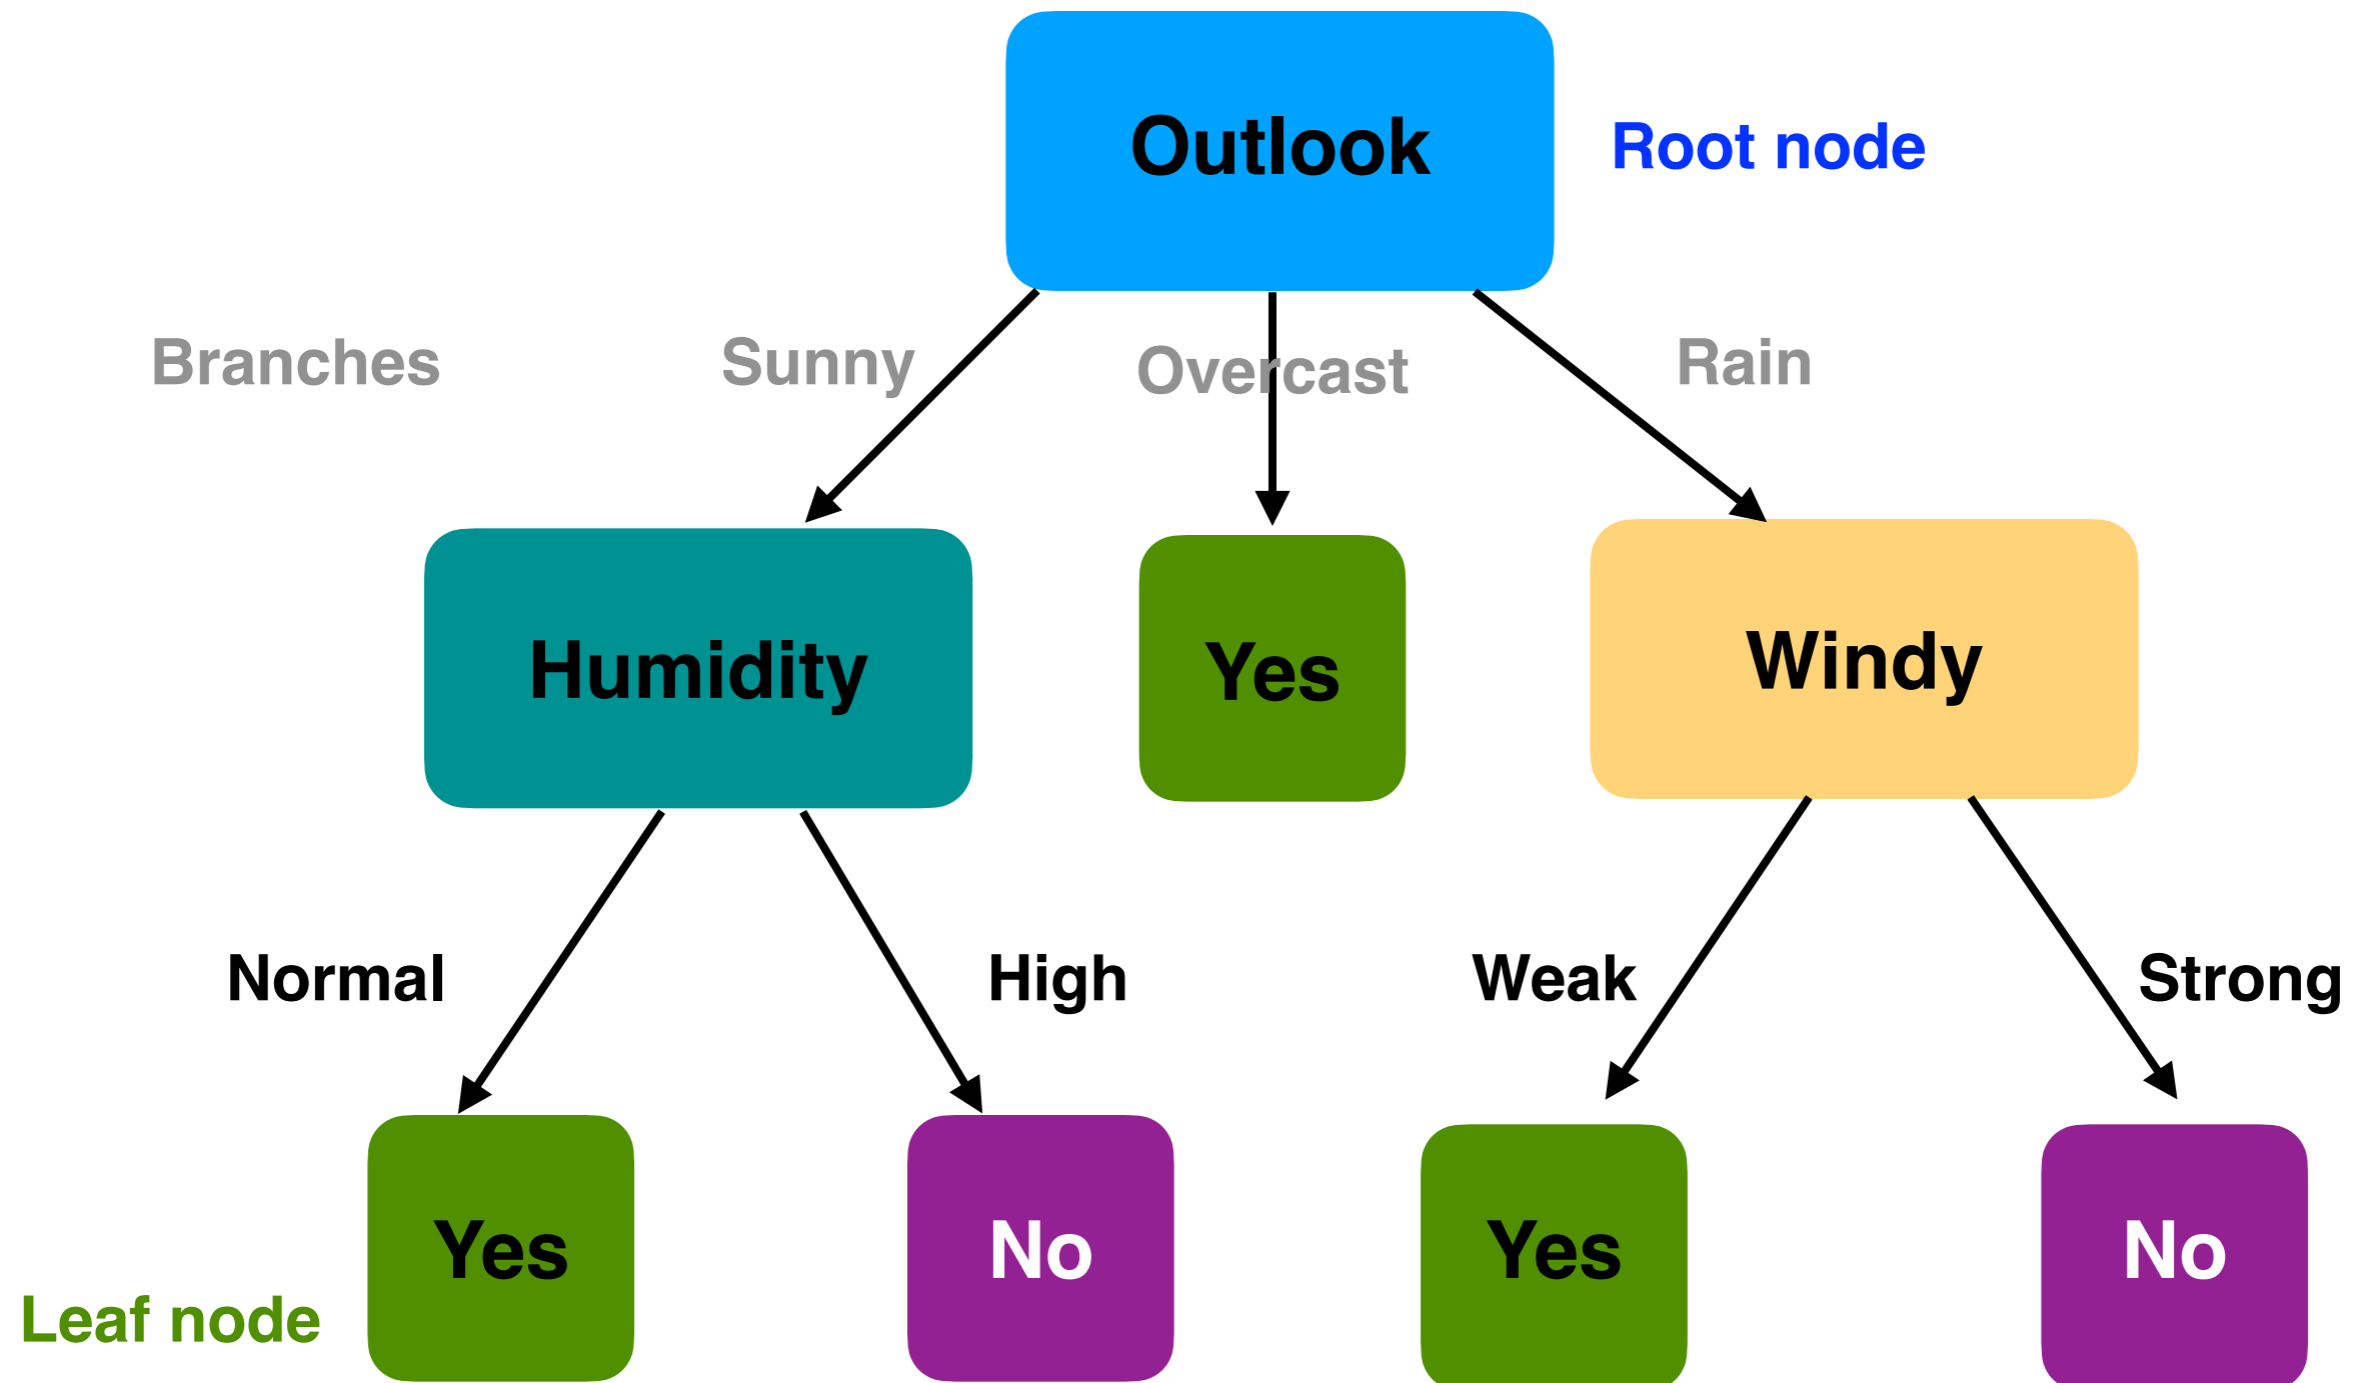 Outlook
Root node
Branches
Sunny
Overcast
Rain
Humidity
Yes
Windy
Normal
High
Weak
Strong
Yes
No
Yes
No
Leaf node